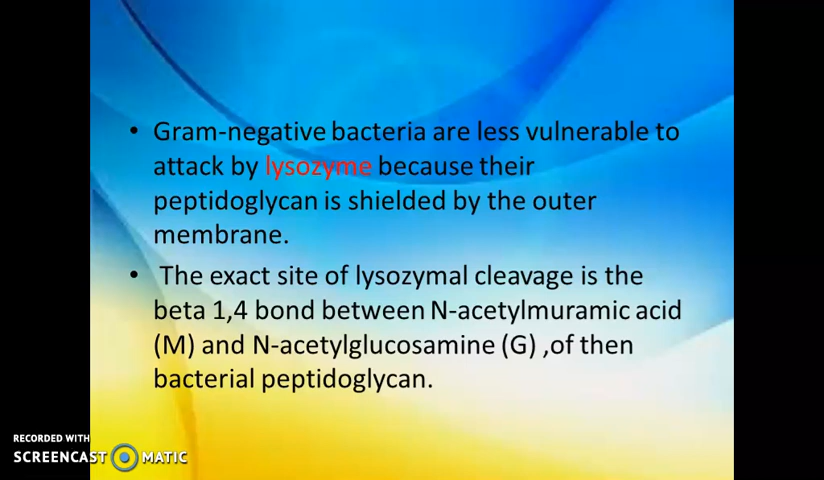 • Gram-negative bacteria are less vulnerable to
attack by lysozyme because their
peptidoglycan is shielded by the outer
membrane.
• The exact site of lysozymal cleavage is the
beta 1,4 bond between N-acetylmuramic acid
(M) and N-acetylglucosamine (G) ,of then
bacterial peptidoglycan.
RECORDED WITH
SCREENCAST MATIC